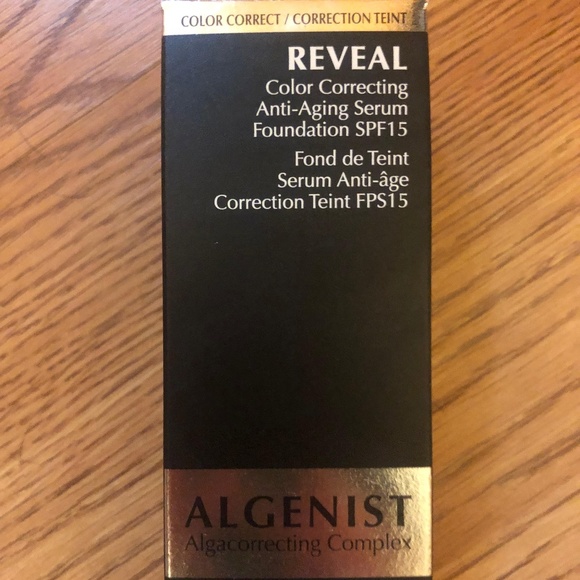 COLOR CORRECT / CORRECTION TEINT
REVEAL
Color Correcting
Anti-Aging Serum
Foundation SPF15
Fond de Teint
Serum Anti-âge
Correction Teint FPS15
ALGENIST
Algacorrecting Complex